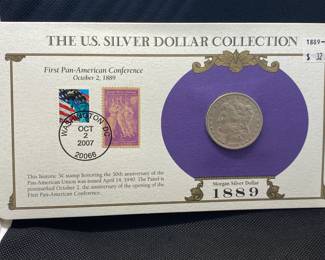 THE U.S. SILVER DOLLAR COLLECTION
1889-
$ 32
First Pan-American Conference
October 2, 1889
WASHINGTON DC
OCT
2
2007
20066
This historic 3¢ stamp honoring the 50th anniversary of the
Pan-American Union was issued April 14, 1940. The Panel is
postmarked October 2, the anniversary of the opening of the
First Pan-American Conference.
Morgan Silver Dollar
1889